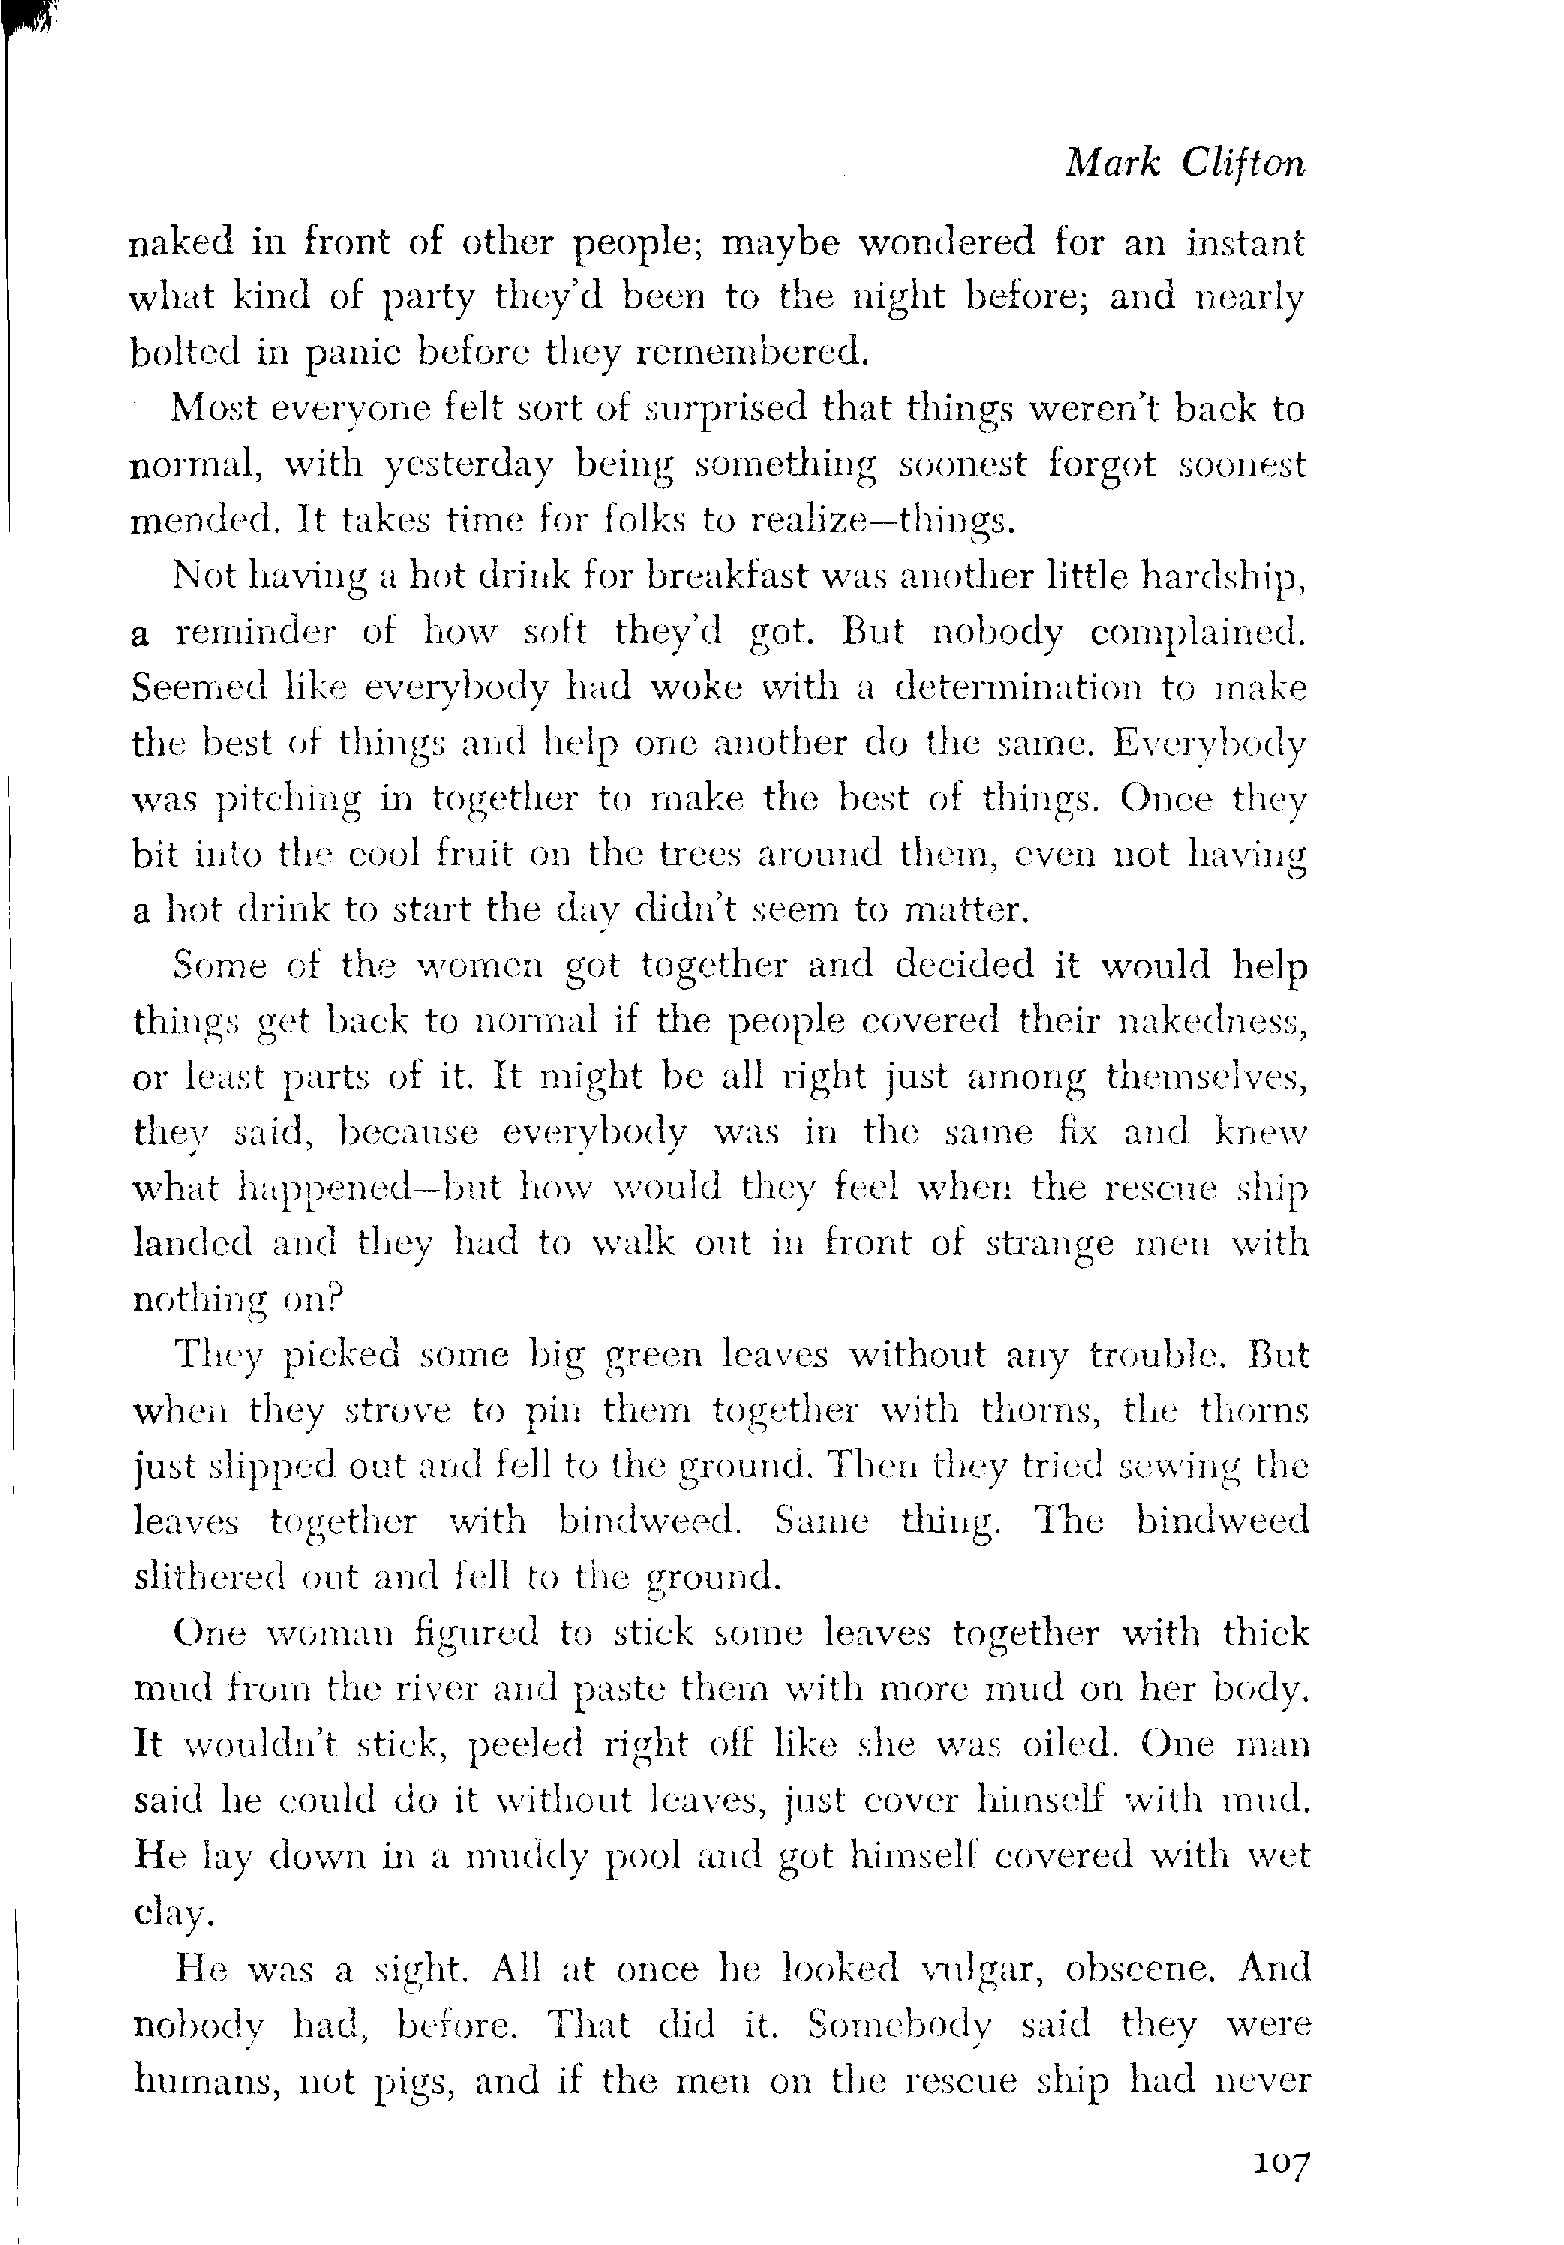 Mark Clifton
naked in front of other people; maybe wondered for an instant
what kind of party they'd been to the night before; and nearly
bolted in panic before they remembered.
Most everyone felt sort of surprised that things weren't back to
normal, with yesterday being something soonest forgot soonest
mended. It takes time for folks to realize—things.
Not having a hot drink for breakfast was another little hardship,
a reminder of how soft they'd got. But nobody complained.
Seemed like everybody had woke with a determination to make
the best of things and help one another do the same. Everybody
was pitching in together to make the best of things. Once they
bit into the cool fruit on the trees around them, even not having
a hot drink to start the day didn't seem to matter.
Some of the women got together and decided it would help
things get back to normal if the people covered their nakedness,
or least parts of it. It might be all right just among themselves,
they said, because everybody was in the same fix and knew
what happened—but how would they feel when the rescue ship
landed and they had to walk out in front of strange men with
nothing on?
They picked some big green leaves without any trouble. But
when they strove to pin them together with thorns, the thorns
just slipped out and fell to the ground. Then they tried sewing the
leaves together with bindweed. Same thing. The bindweed
slithered out and fell to the ground.
One woman figured to stick some leaves together with thick
mud from the river and paste them with more mud on her body.
It wouldn't stick, peeled right off like she was oiled. One man
said he could do it without leaves, just cover himself with mud.
He lay down in a muddy pool and got himself covered with wet
clay.
He was a sight. All at once he looked vulgar, obscene. And
nobody had, before. That did it. Somebody said they were
humans, not pigs, and if the men on the rescue ship had never
107